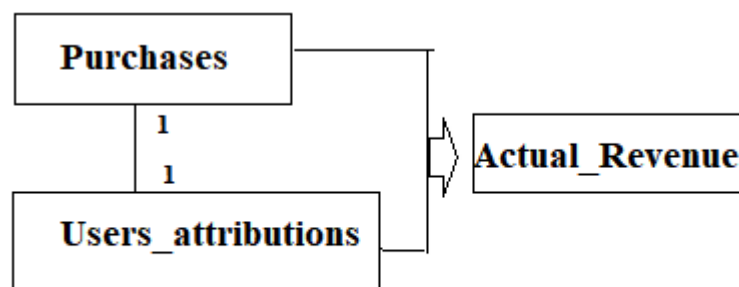 Purchases
1
1
Users_attributions
Actual_Revenue